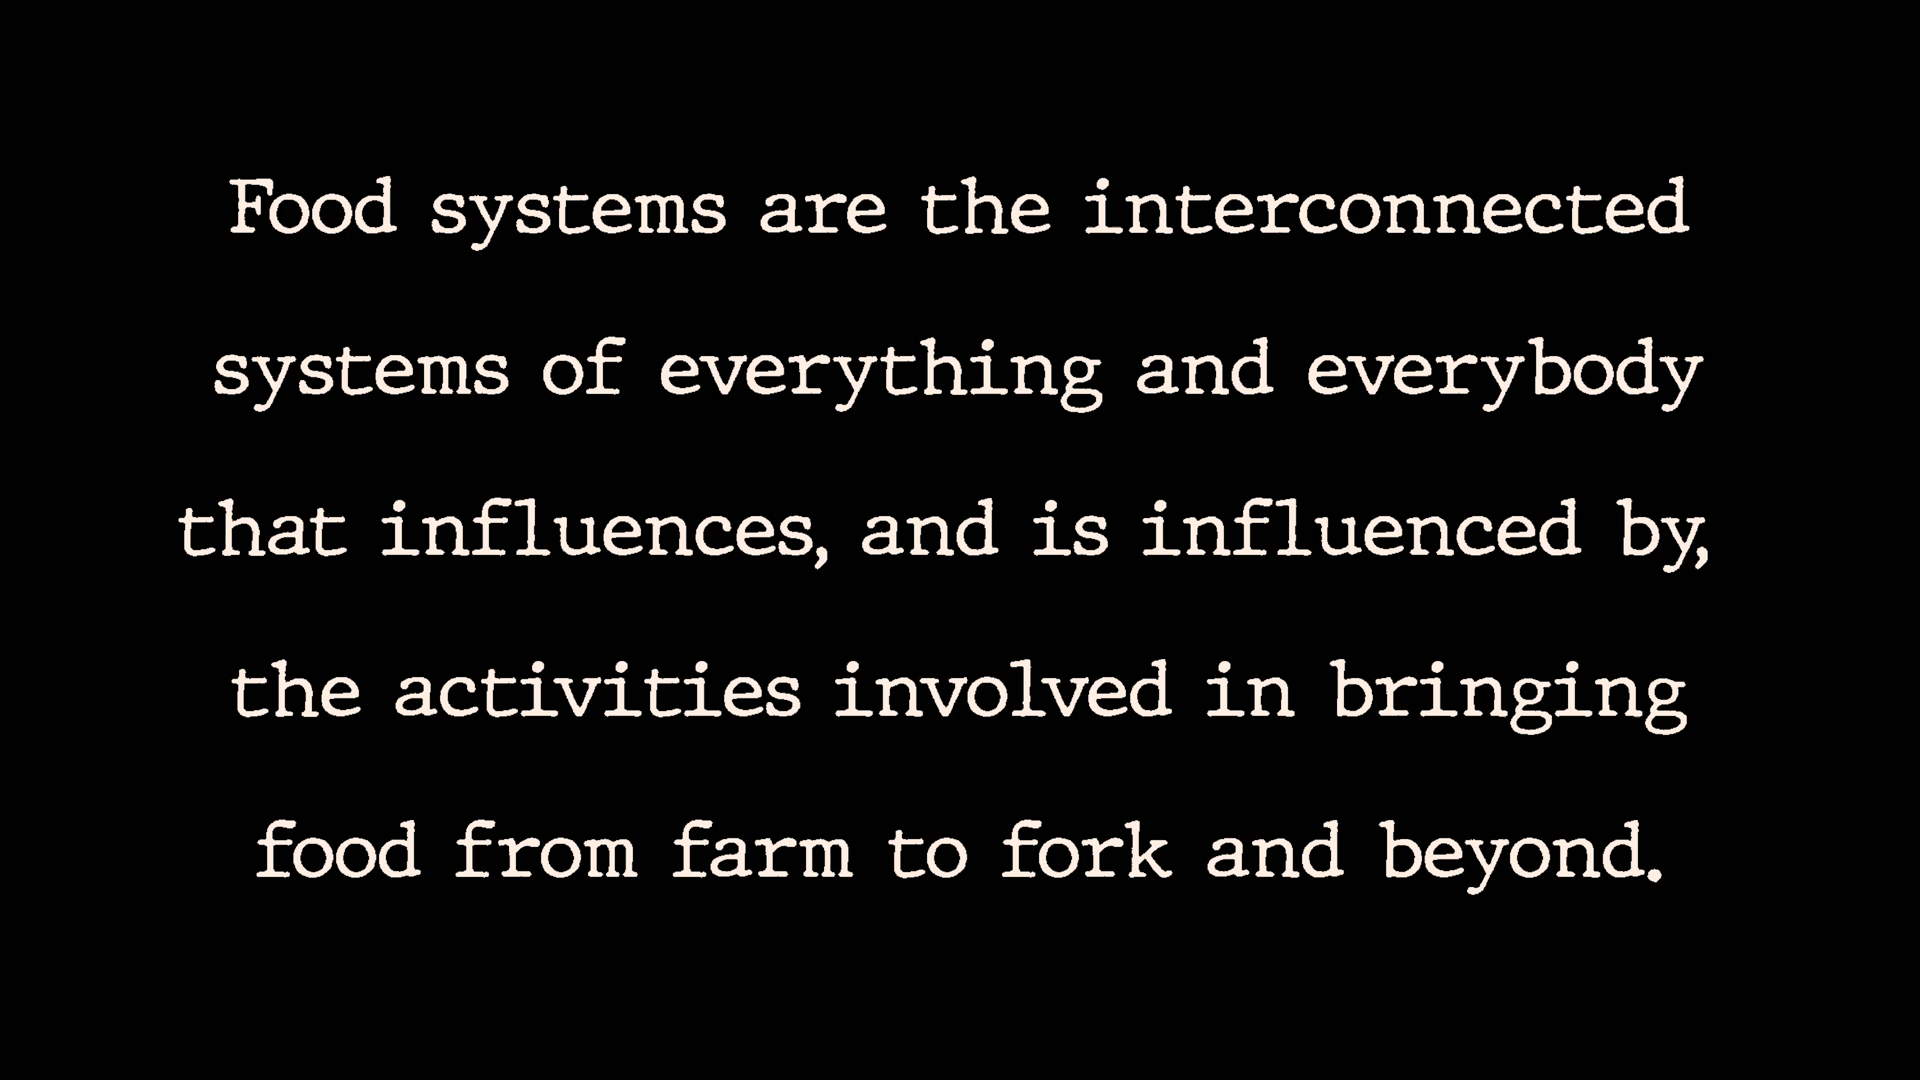 Food systems are the interconnected
systems of everything and everybody
that influences, and is influenced by,
the activities involved in bringing
food from farm to fork and beyond.